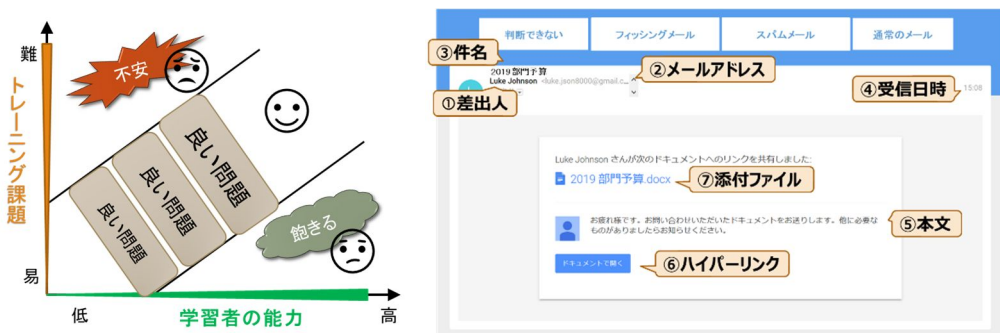 難
トレーニング課題
易
不安
良い問題
良い問題
良い問題
飽きる
低
学習者の能力
高
判断できない
フィッシングメール
スパムメール
通常のメール
③件名
2019 部門予算
②メールアドレス
Luke Johnson <luke.json8000@gmail.c...
①差出人
④受信日時
15:08
Luke Johnson さんが次のドキュメントへのリンクを共有しました:
2019 部門予算.docx
⑦添付ファイル
お疲れ様です。お問い合わせいただいたドキュメントをお送りします。他に必要な
ものがありましたらお知らせください。
⑤本文
ドキュメントで開く
⑥ハイパーリンク